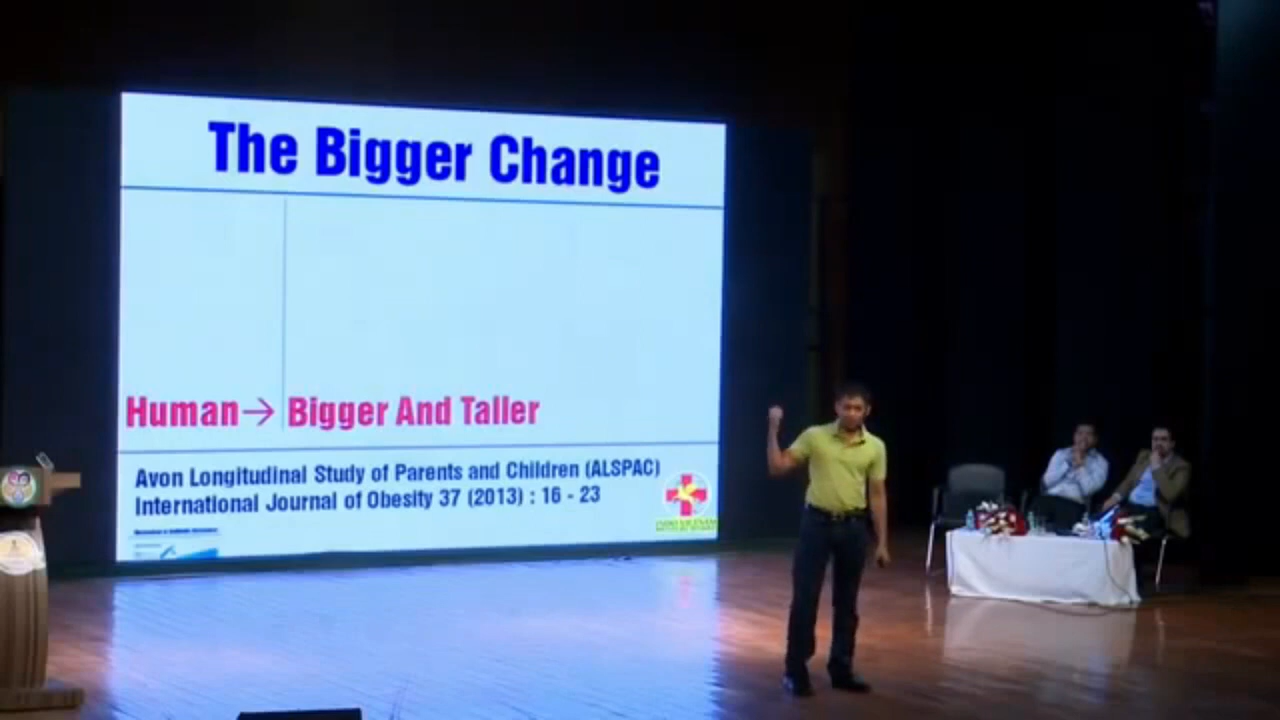 The Bigger Change
Human→ Bigger And Taller
Avon Longitudinal Study of Parents and Children (ALSPAC)
International Journal of Obesity 37 (2013) : 16 - 23